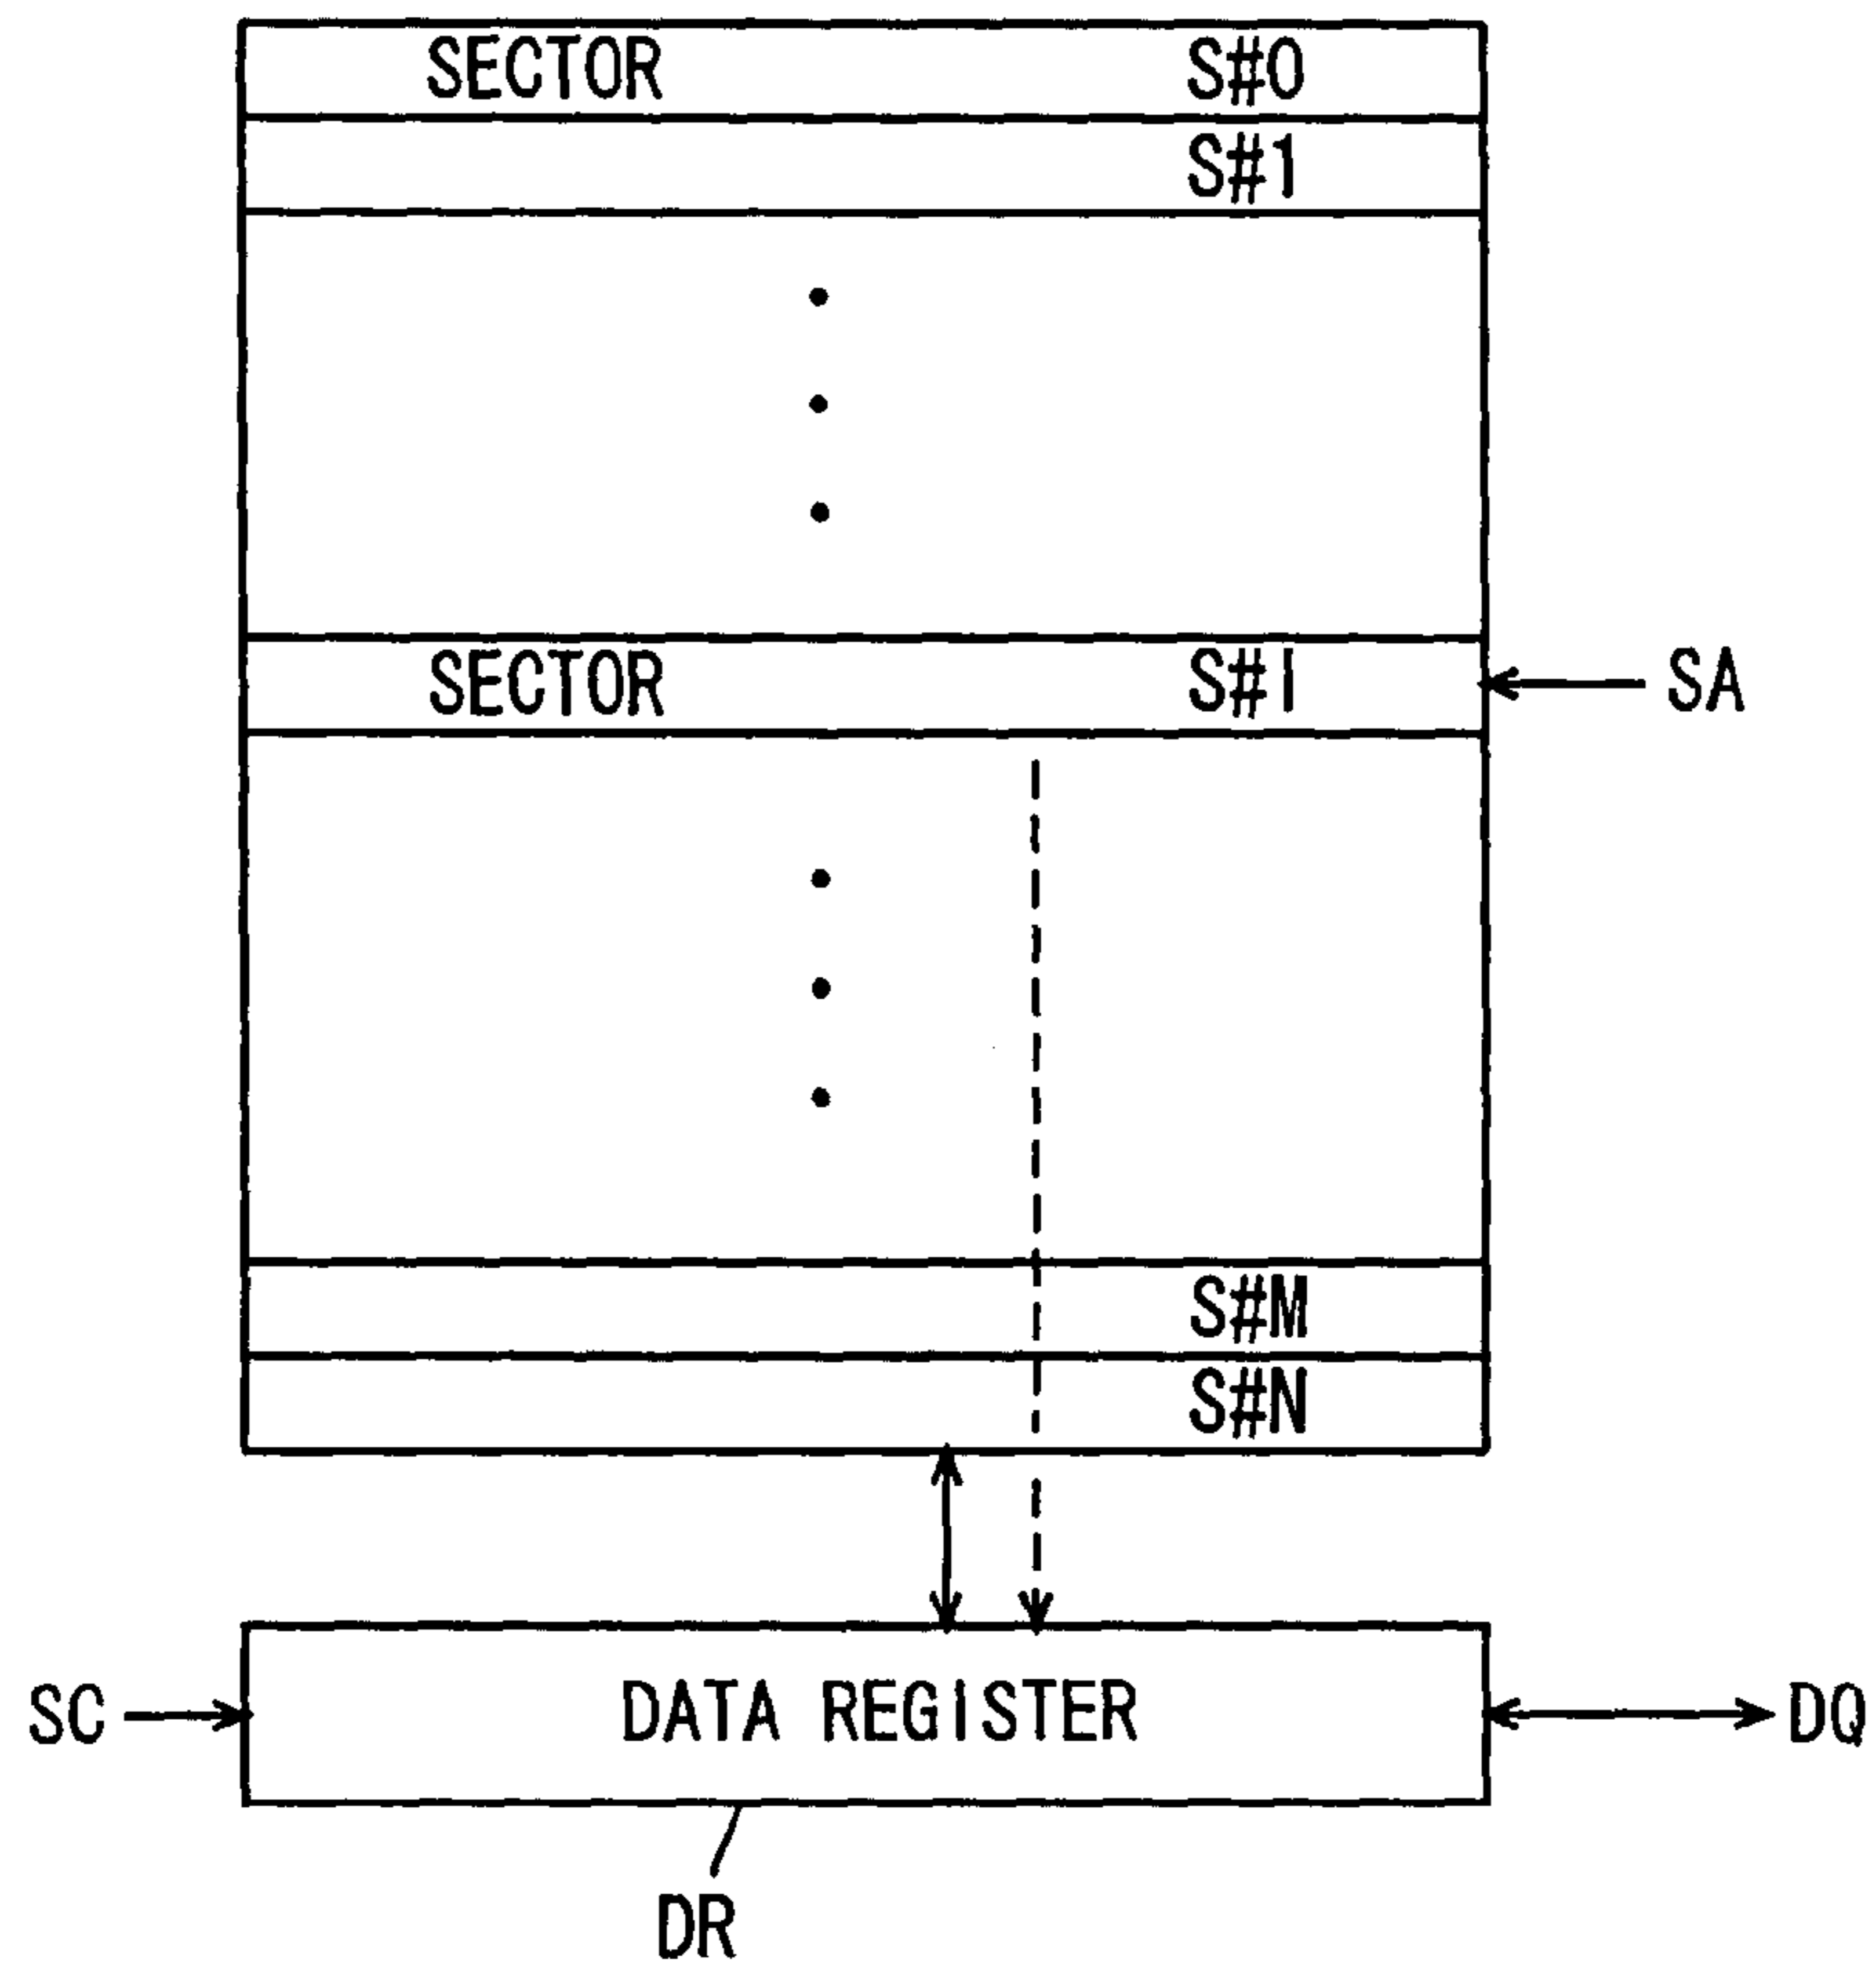 SECTOR S#0
S#1
SECTOR S#I
SA
S#M
S#N
SC
DATA REGISTER
DQ
DR